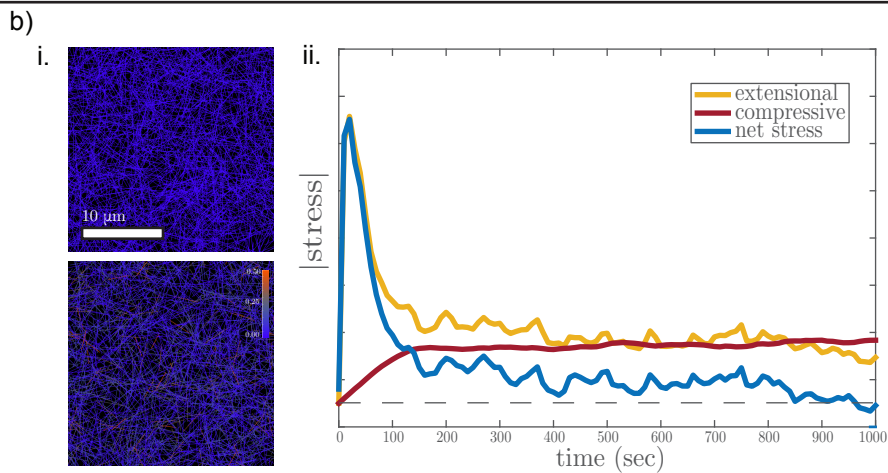 b)
i.
ii.
10 μm
0.50
0.25
0.00
extensional
compressive
net stress
|stress|
0 100 200 300 400 500 600 700 800 900 1000
time (sec)